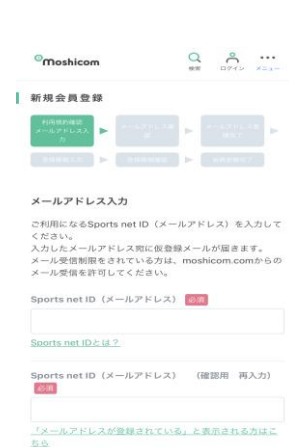 moshicom
検索 ログイン メニュー
新規会員登録
利用規約確認
メールアドレス入
力
メールアドレス入力
ご利用になるSports net ID（メールアドレス）を入力して
ください。
入力したメールアドレス宛に仮登録メールが届きます。
メール受信制限をされている方は、moshicom.comからの
メール受信を許可してください。
Sports net ID（メールアドレス） 必須
Sports net IDとは？
Sports net ID（メールアドレス） （確認用 再入力）
必須
「メールアドレスが登録されている」と表示される方はこ
ちら